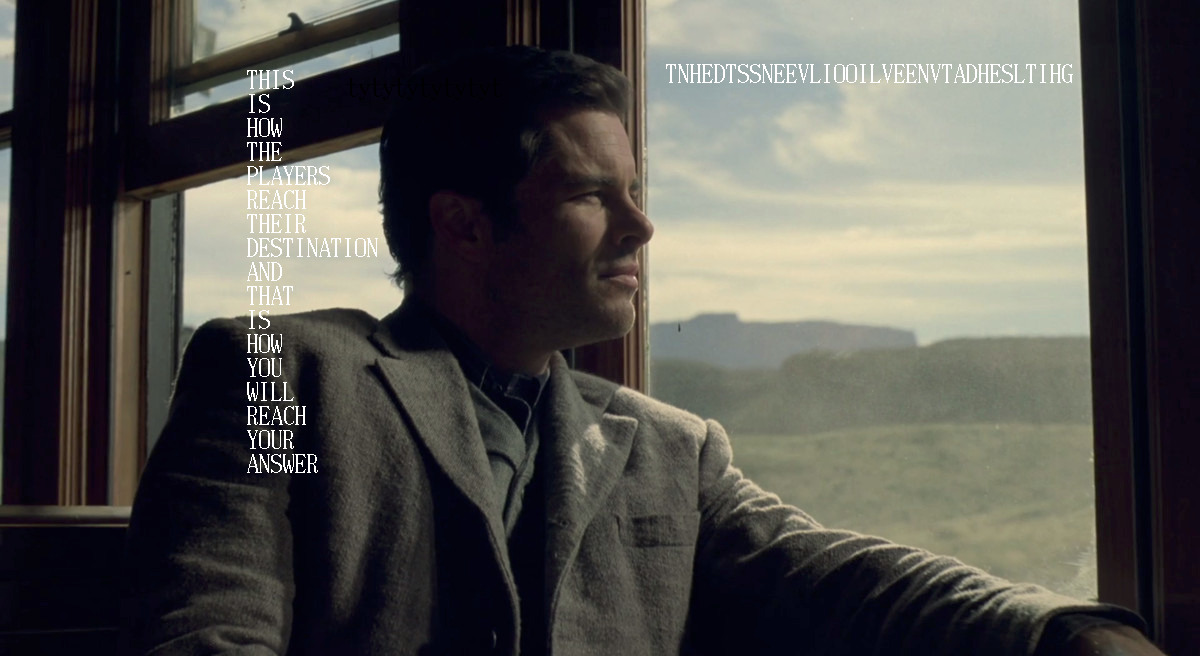 THIS
IS
HOW
THE
PLAYERS
REACH
THEIR
DESTINATION
AND
THAT
IS
HOW
YOU
WILL
REACH
YOUR
ANSWER
TNHEDTSSNEEVLIOOILVEENVTADHESLTIHG